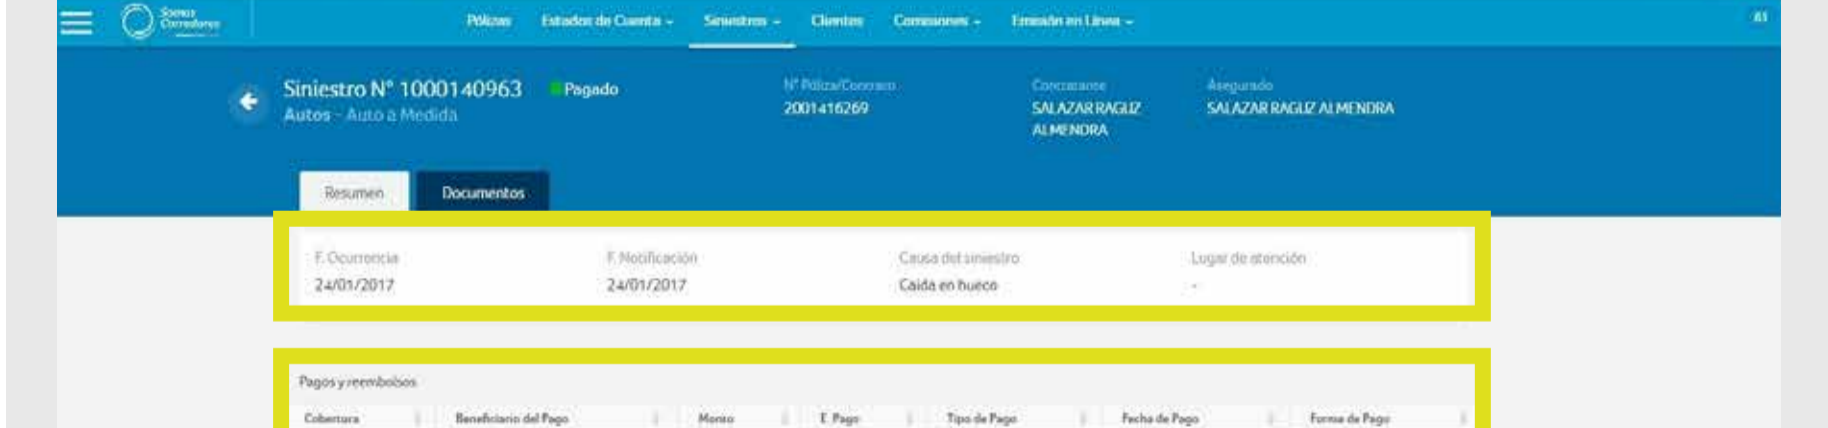 Somos
Corredores
Pólizas Estados de Cuenta Siniestros Clientes Comisiones Emisión en Línea
Siniestro N° 1000140963 Pagado
Autos - Auto a Medida
N° Póliza/Contrato
2001416269
Contratante
SALAZAR RAGUZ
ALMENDRA
Asegurado
SALAZAR RAGUZ ALMENDRA
Resumen Documentos
F. Ocurrencia F. Notificación Causa del siniestro Lugar de atención
24/01/2017 24/01/2017 Caida en hueco -
Pagos y reembolsos
Cobertura Beneficiario del Pago Monto E. Pago Tipo de Pago Fecha de Pago Forma de Pago